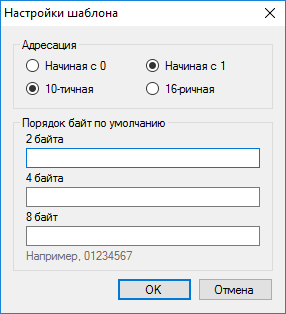 Настройки шаблона
Адресация
Начиная с 0
Начиная с 1
10-тичная
16-ричная
Порядок байт по умолчанию
2 байта
4 байта
8 байт
Например, 01234567
OK
Отмена